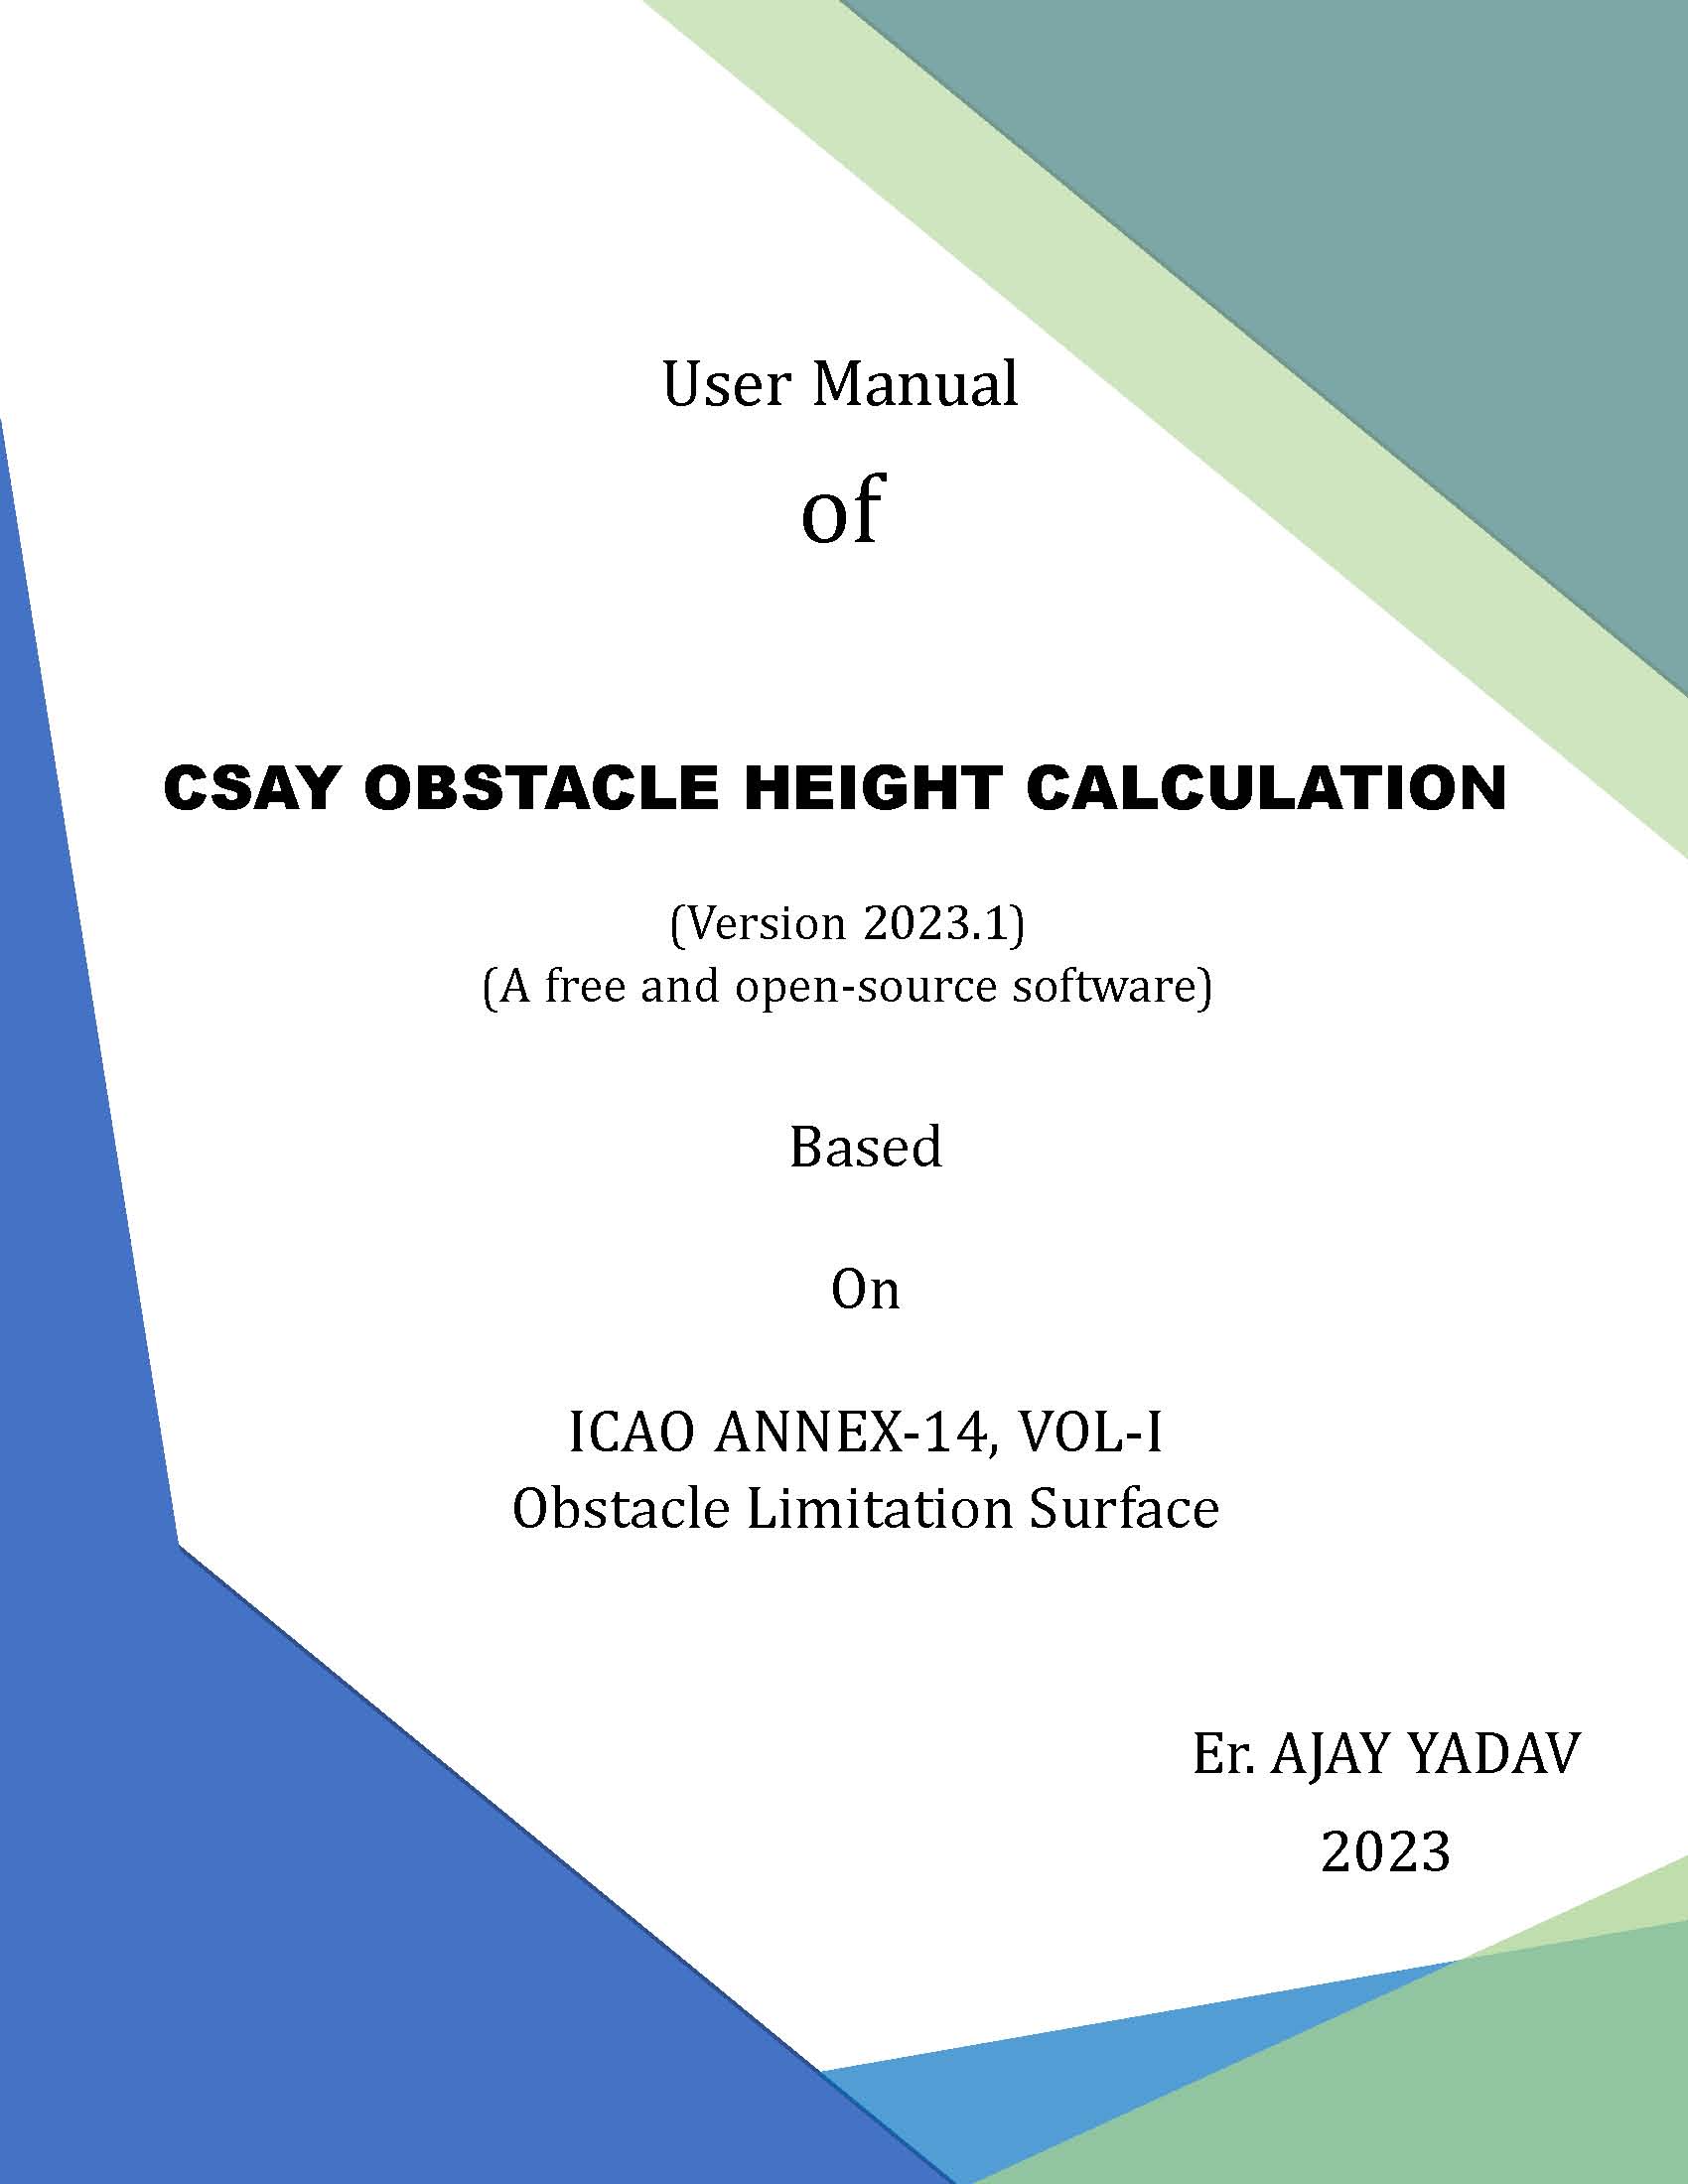 User Manual
of
CSAY OBSTACLE HEIGHT CALCULATION
(Version 2023.1)
(A free and open-source software)
Based
On
ICAO ANNEX-14, VOL-I
Obstacle Limitation Surface
Er. AJAY YADAV
2023